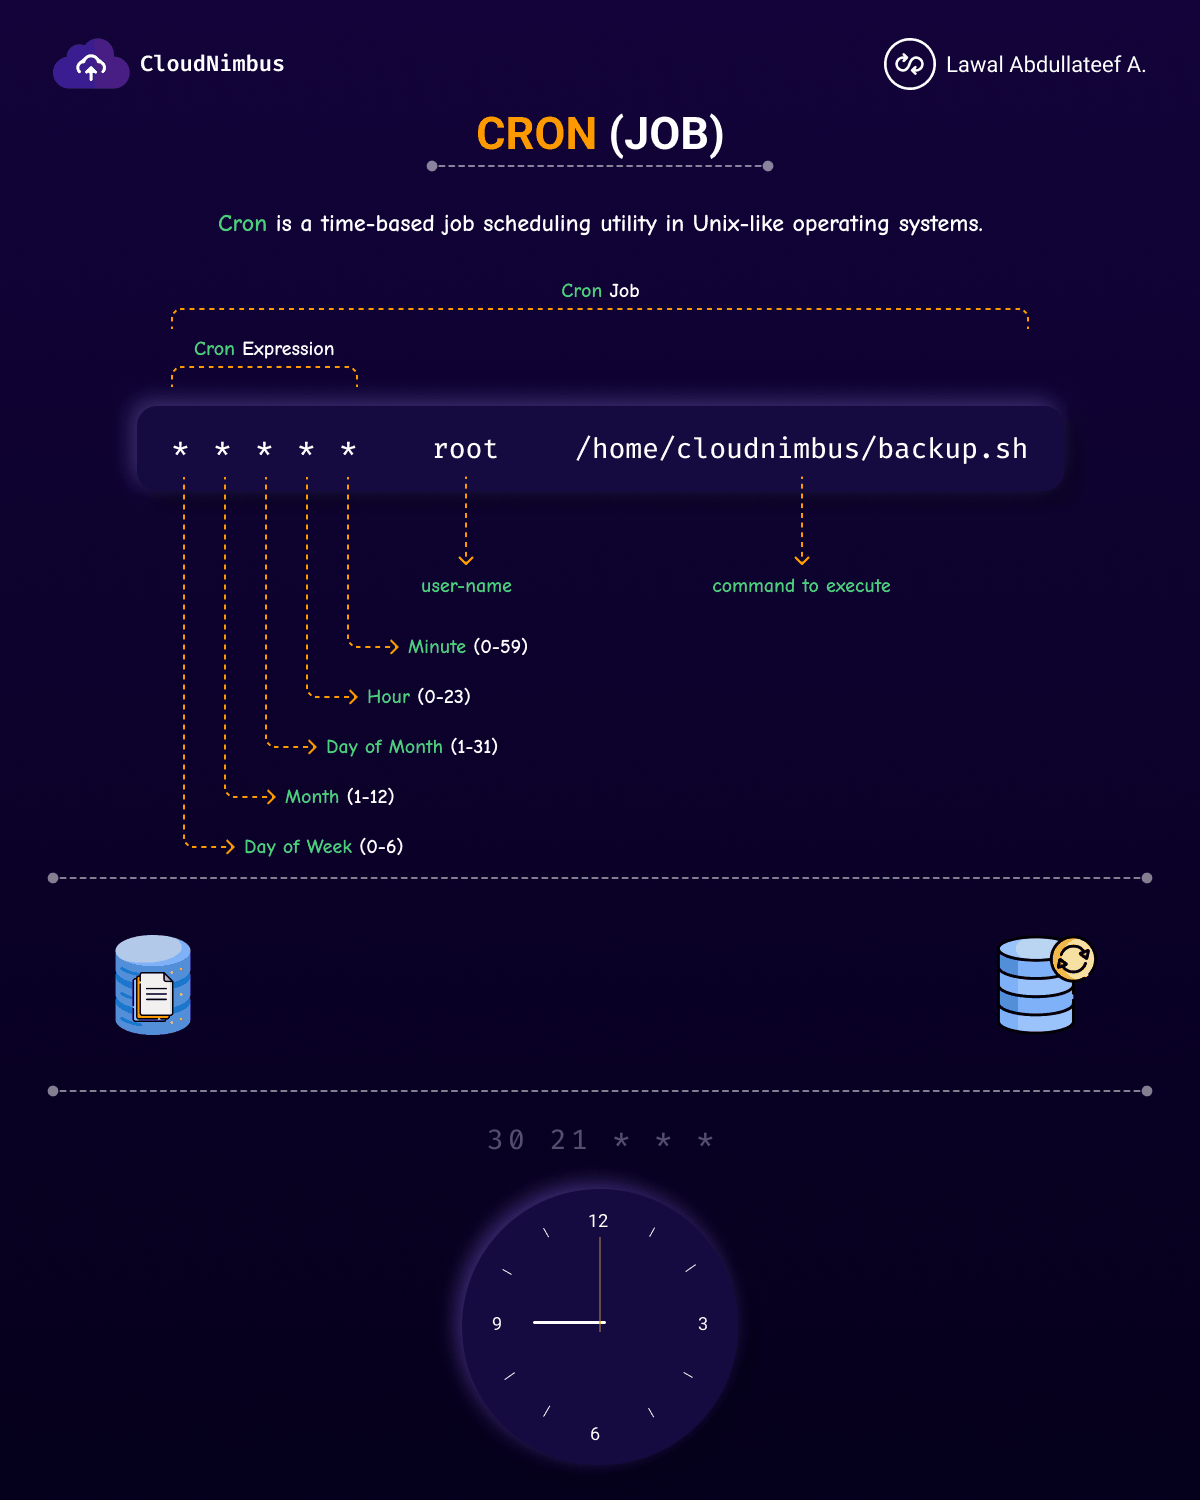 CloudNimbus
Lawal Abdullateef A.
CRON (JOB)
Cron is a time-based job scheduling utility in Unix-like operating systems.
Cron Job
Cron Expression
* * * * * root /home/cloudnimbus/backup.sh
user-name
command to execute
Minute (0-59)
Hour (0-23)
Day of Month (1-31)
Month (1-12)
Day of Week (0-6)
30 21 * * *
12
9
3
6